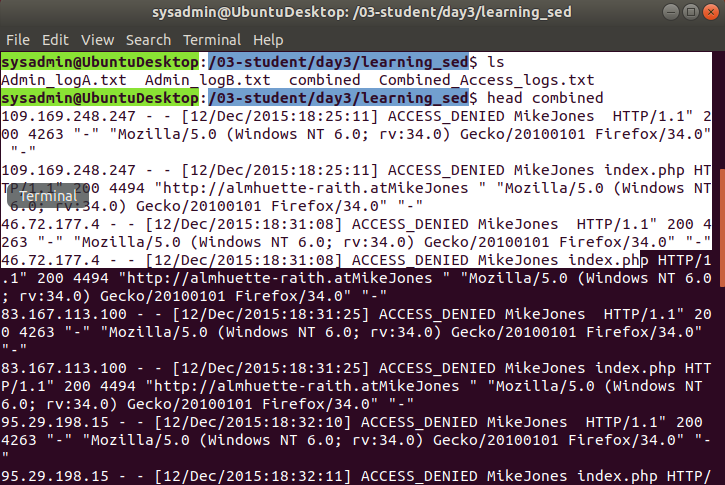 sysadmin@UbuntuDesktop: /03-student/day3/learning_sed
File Edit View Search Terminal Help
sysadmin@UbuntuDesktop:/03-student/day3/learning_sed$ ls
Admin_logA.txt  Admin_logB.txt  combined  Combined_Access_logs.txt
sysadmin@UbuntuDesktop:/03-student/day3/learning_sed$ head combined
109.169.248.247 - - [12/Dec/2015:18:25:11] ACCESS_DENIED MikeJones  HTTP/1.1" 2
00 4263 "-" "Mozilla/5.0 (Windows NT 6.0; rv:34.0) Gecko/20100101 Firefox/34.0"
 "-"
109.169.248.247 - - [12/Dec/2015:18:25:11] ACCESS_DENIED MikeJones index.php HT
TP/1.1" 200 4494 "http://almhuette-raith.atMikeJones " "Mozilla/5.0 (Windows NT
Terminal
6.0; rv:34.0) Gecko/20100101 Firefox/34.0" "-"
46.72.177.4 - - [12/Dec/2015:18:31:08] ACCESS_DENIED MikeJones  HTTP/1.1" 200 4
263 "-" "Mozilla/5.0 (Windows NT 6.0; rv:34.0) Gecko/20100101 Firefox/34.0" "-"
46.72.177.4 - - [12/Dec/2015:18:31:08] ACCESS_DENIED MikeJones index.php HTTP/1
.1" 200 4494 "http://almhuette-raith.atMikeJones " "Mozilla/5.0 (Windows NT 6.0
; rv:34.0) Gecko/20100101 Firefox/34.0" "-"
83.167.113.100 - - [12/Dec/2015:18:31:25] ACCESS_DENIED MikeJones  HTTP/1.1" 20
0 4263 "-" "Mozilla/5.0 (Windows NT 6.0; rv:34.0) Gecko/20100101 Firefox/34.0"
"-"
83.167.113.100 - - [12/Dec/2015:18:31:25] ACCESS_DENIED MikeJones index.php HTT
P/1.1" 200 4494 "http://almhuette-raith.atMikeJones " "Mozilla/5.0 (Windows NT
6.0; rv:34.0) Gecko/20100101 Firefox/34.0" "-"
95.29.198.15 - - [12/Dec/2015:18:32:10] ACCESS_DENIED MikeJones  HTTP/1.1" 200
4263 "-" "Mozilla/5.0 (Windows NT 6.0; rv:34.0) Gecko/20100101 Firefox/34.0" "-
"
95.29.198.15 - - [12/Dec/2015:18:32:11] ACCESS_DENIED MikeJones index.php HTTP/